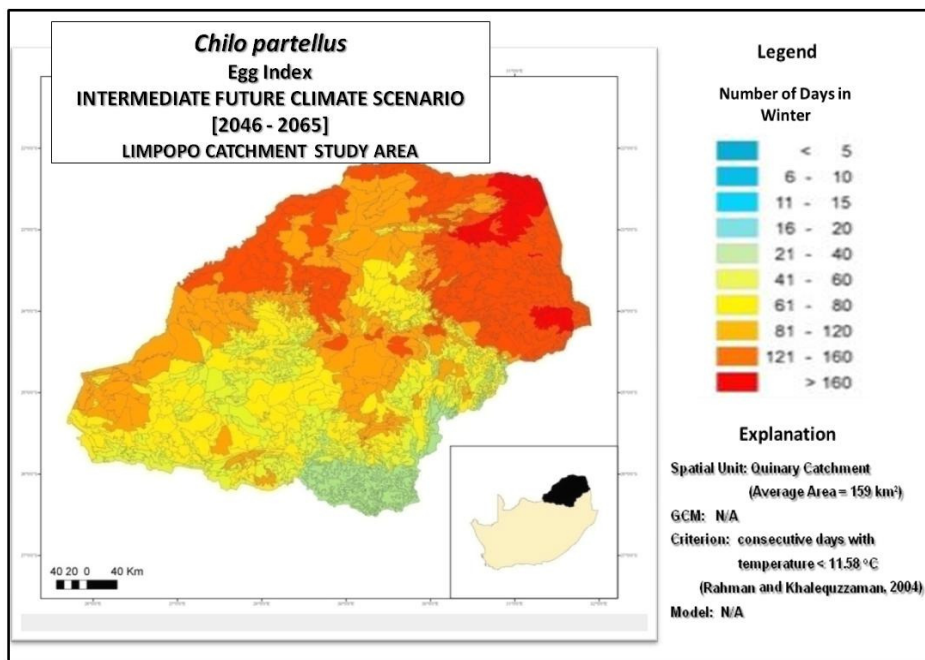 Chilo partellus
Egg Index
INTERMEDIATE FUTURE CLIMATE SCENARIO
[2046 - 2065]
LIMPOPO CATCHMENT STUDY AREA
40 20 0 40 Km
Legend
Number of Days in
Winter
< 5
6 - 10
11 - 15
16 - 20
21 - 40
41 - 60
61 - 80
81 - 120
121 - 160
> 160
Explanation
Spatial Unit: Quinary Catchment
(Average Area = 159 km²)
GCM: N/A
Criterion: consecutive days with
temperature < 11.58 °C
(Rahman and Khalequzzaman, 2004)
Model: N/A